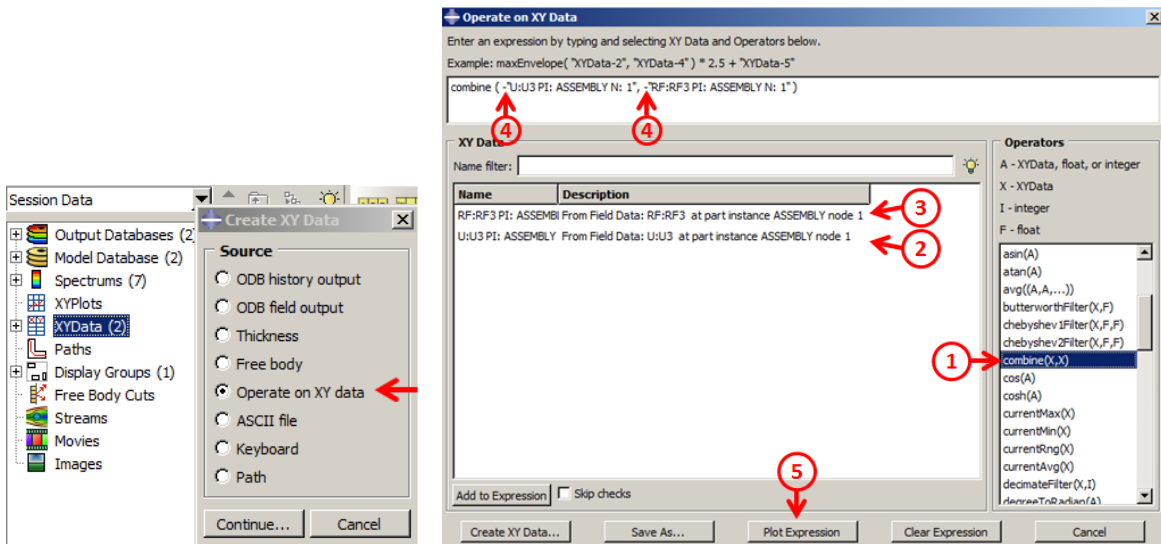 Session Data
Output Databases (2)
Model Database (2)
Spectrums (7)
XYPlots
XYData (2)
Paths
Display Groups (1)
Free Body Cuts
Streams
Movies
Images
Create XY Data
Source
ODB history output
ODB field output
Thickness
Free body
Operate on XY data
ASCII file
Keyboard
Path
Continue...
Cancel
Operate on XY Data
Enter an expression by typing and selecting XY Data and Operators below.
Example: maxEnvelope( "XYData-2", "XYData-4" ) * 2.5 + "XYData-5"
combine ( -"U:U3 PI: ASSEMBLY N: 1", -"RF:RF3 PI: ASSEMBLY N: 1" )
4
4
XY Data
Name filter:
Name Description
RF:RF3 PI: ASSEMBI From Field Data: RF:RF3 at part instance ASSEMBLY node 1
3
U:U3 PI: ASSEMBLY From Field Data: U:U3 at part instance ASSEMBLY node 1
2
Add to Expression
Skip checks
Operators
A - XYData, float, or integer
X - XYData
I - integer
F - float
asin(A)
atan(A)
avg((A,A,...))
butterworthFilter(X,F)
chebyshev1Filter(X,F,F)
chebyshev2Filter(X,F,F)
1
combine(X,X)
cos(A)
cosh(A)
currentMax(X)
currentMin(X)
currentRng(X)
currentAvg(X)
decimateFilter(X,I)
degreeToRadian(A)
5
Create XY Data...
Save As...
Plot Expression
Clear Expression
Cancel